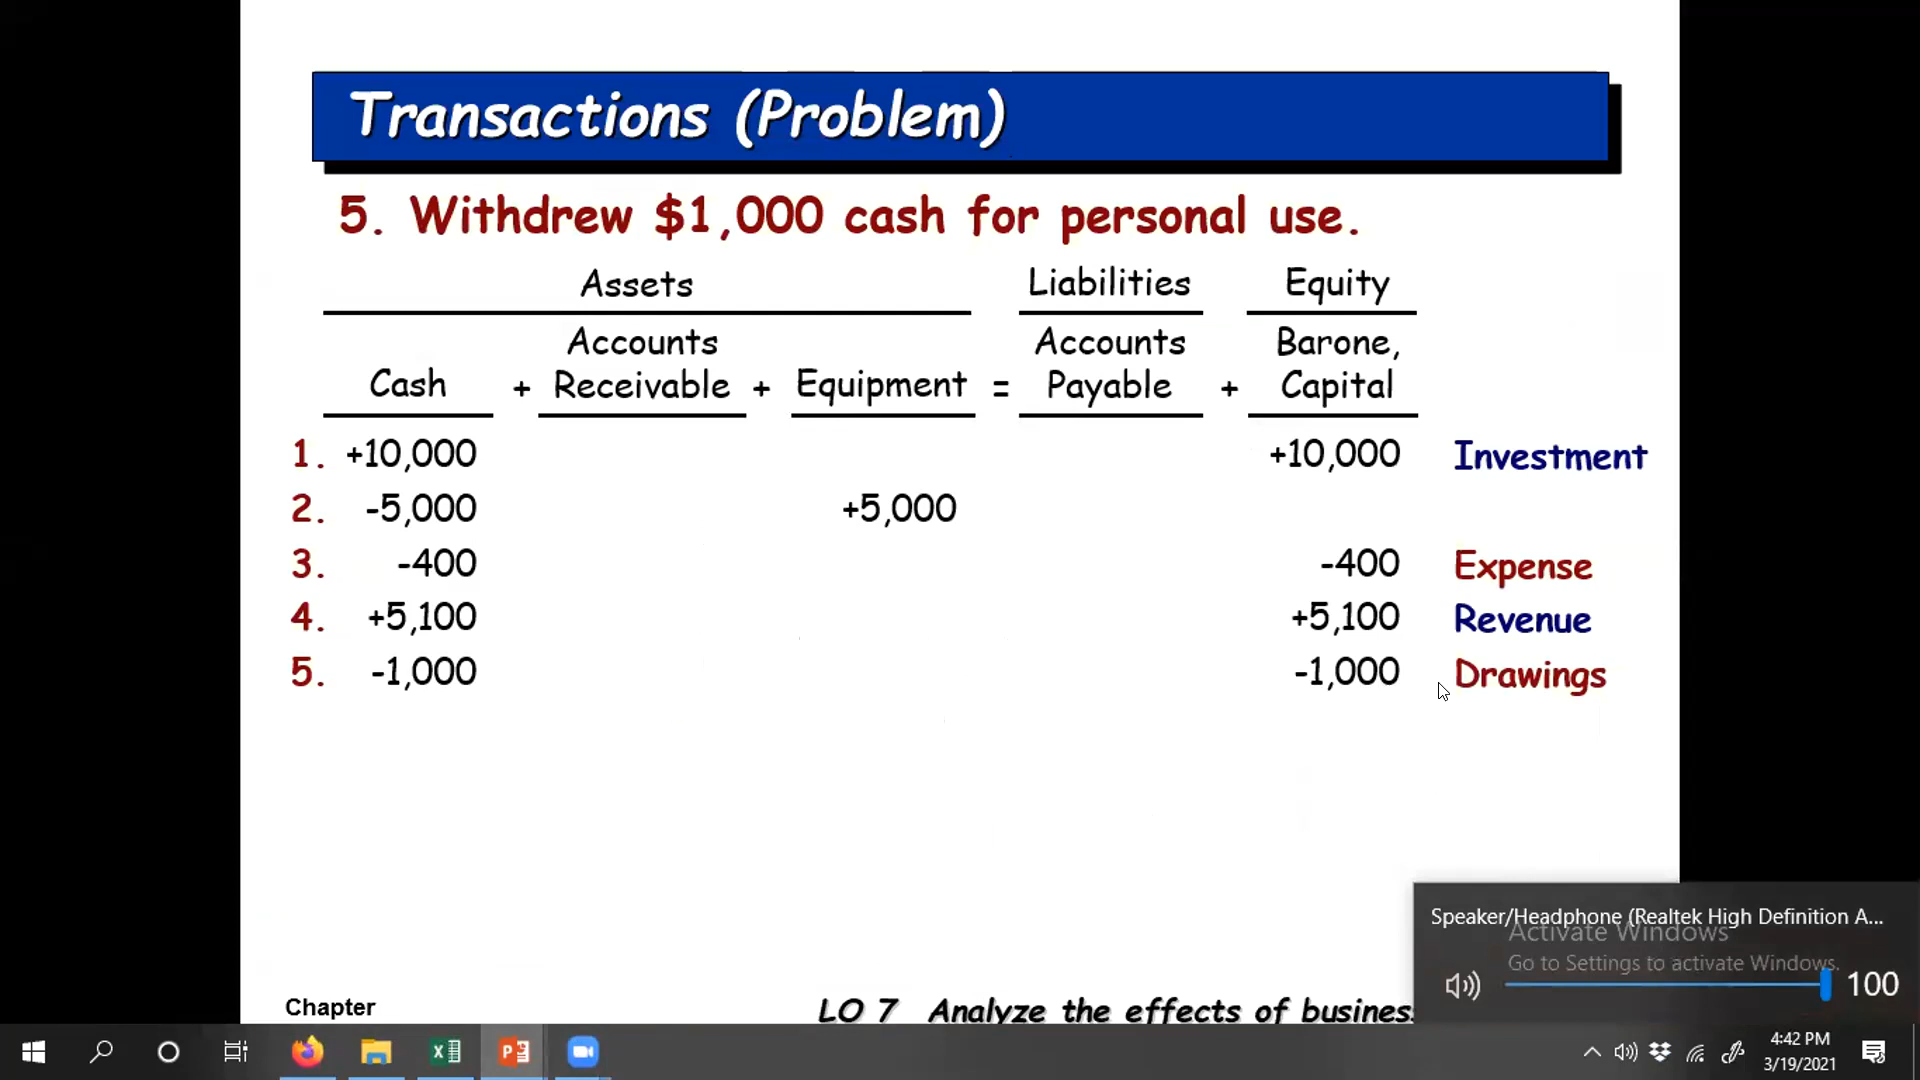 Transactions (Problem)
5. Withdrew $1,000 cash for personal use.
Assets Liabilities Equity
Accounts Accounts Barone,
Cash + Receivable + Equipment = Payable + Capital
1. +10,000 +10,000 Investment
2. -5,000 +5,000
3. -400 -400 Expense
4. +5,100 +5,100 Revenue
5. -1,000 -1,000 Drawings
Speaker/Headphone (Realtek High Definition A...
Activate Windows
Go to Settings to activate Windows.
100
Chapter
LO 7 Analyze the effects of busines
4:42 PM
3/19/2021